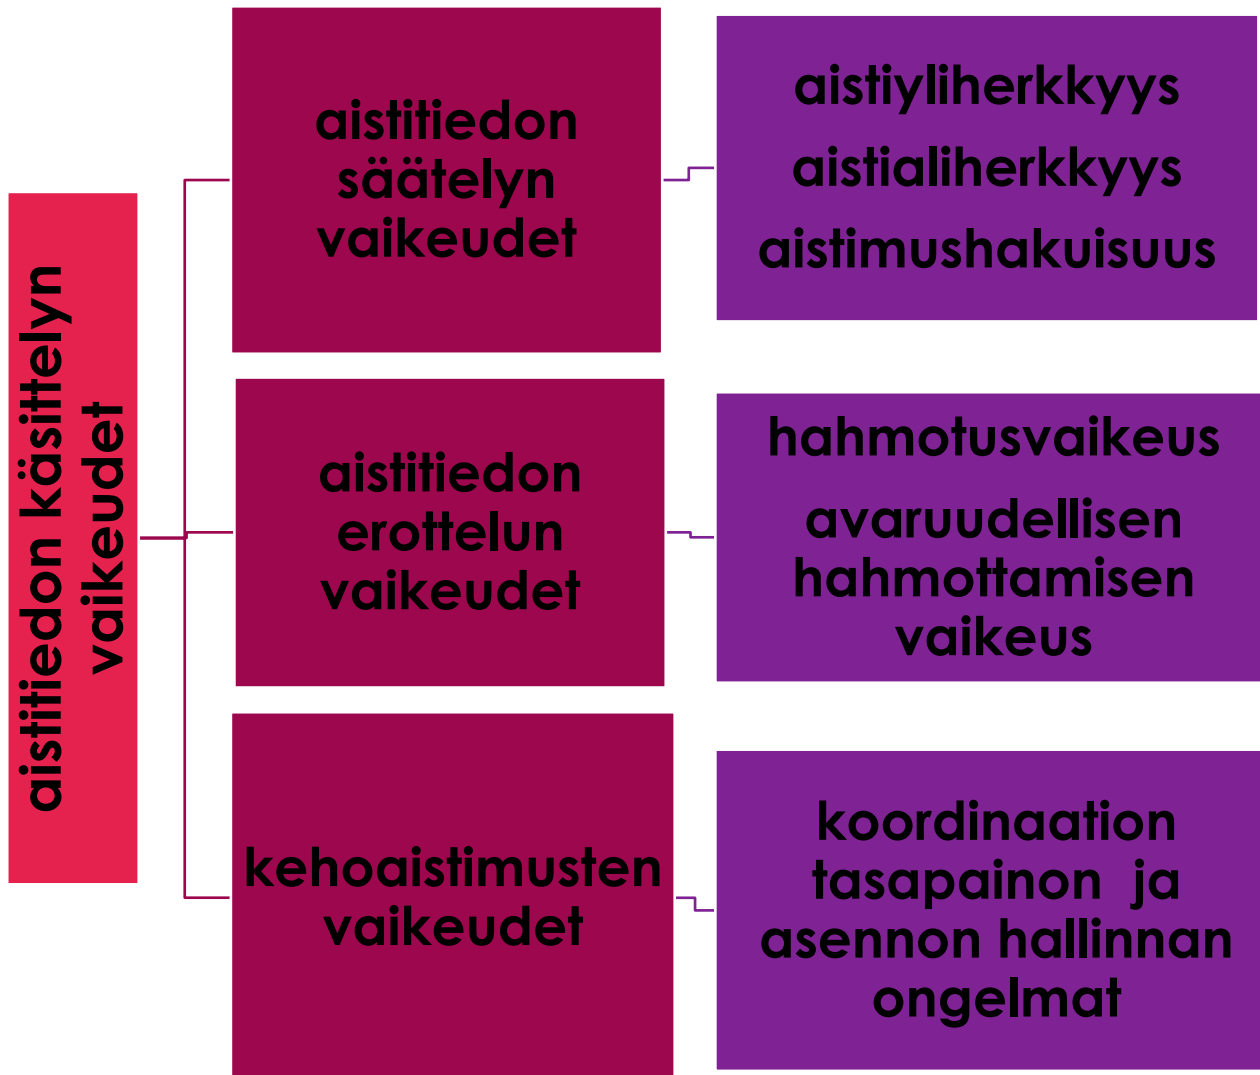 aistitiedon käsittelyn
vaikeudet
aistitiedon
säätelyn
vaikeudet
aistiyliherkkyys
aistialiherkkyys
aistimushakuisuus
aistitiedon
erottelun
vaikeudet
hahmotusvaikeus
avaruudellisen
hahmottamisen
vaikeus
kehoaistimusten
vaikeudet
koordinaation
tasapainon ja
asennon hallinnan
ongelmat